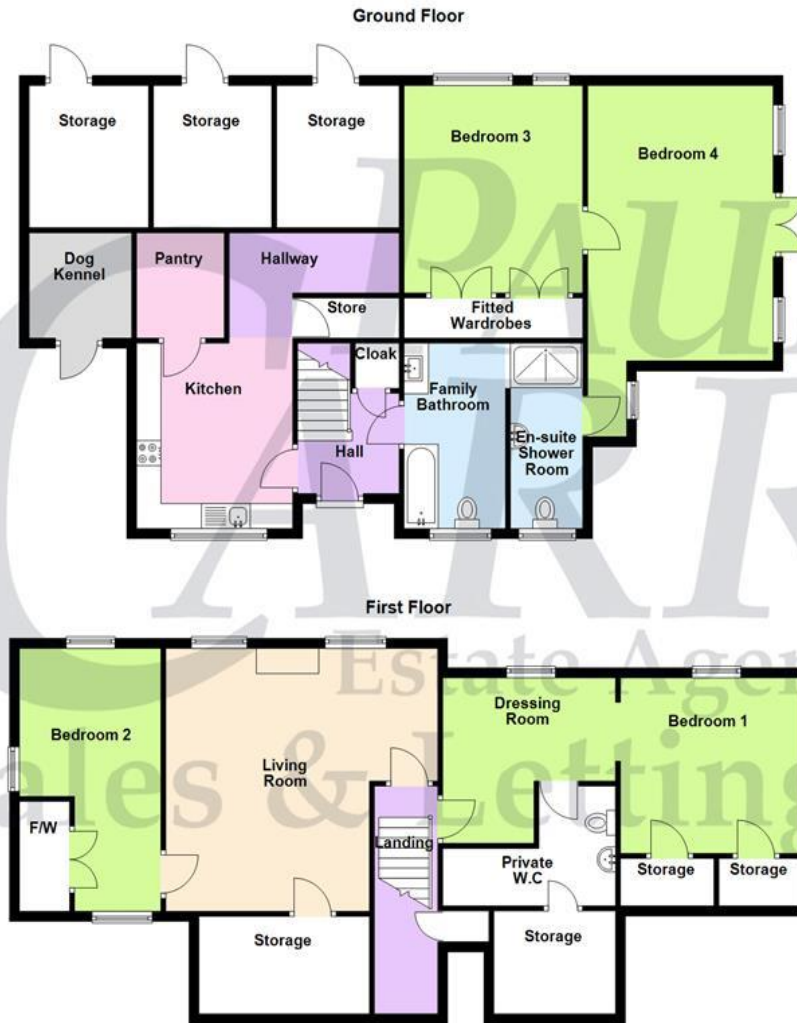 Ground Floor
Storage
Storage
Storage
Bedroom 3
Bedroom 4
Dog
Kennel
Pantry
Hallway
Store
Fitted
Wardrobes
Cloak
Kitchen
Family
Bathroom
Hall
En-suite
Shower
Room
PAU
CARR
First Floor
Estate Agen
ales & Letting
Bedroom 2
Living
Room
Dressing
Room
Bedroom 1
F/W
Landing
Private
W.C
Storage
Storage
Storage
Storage